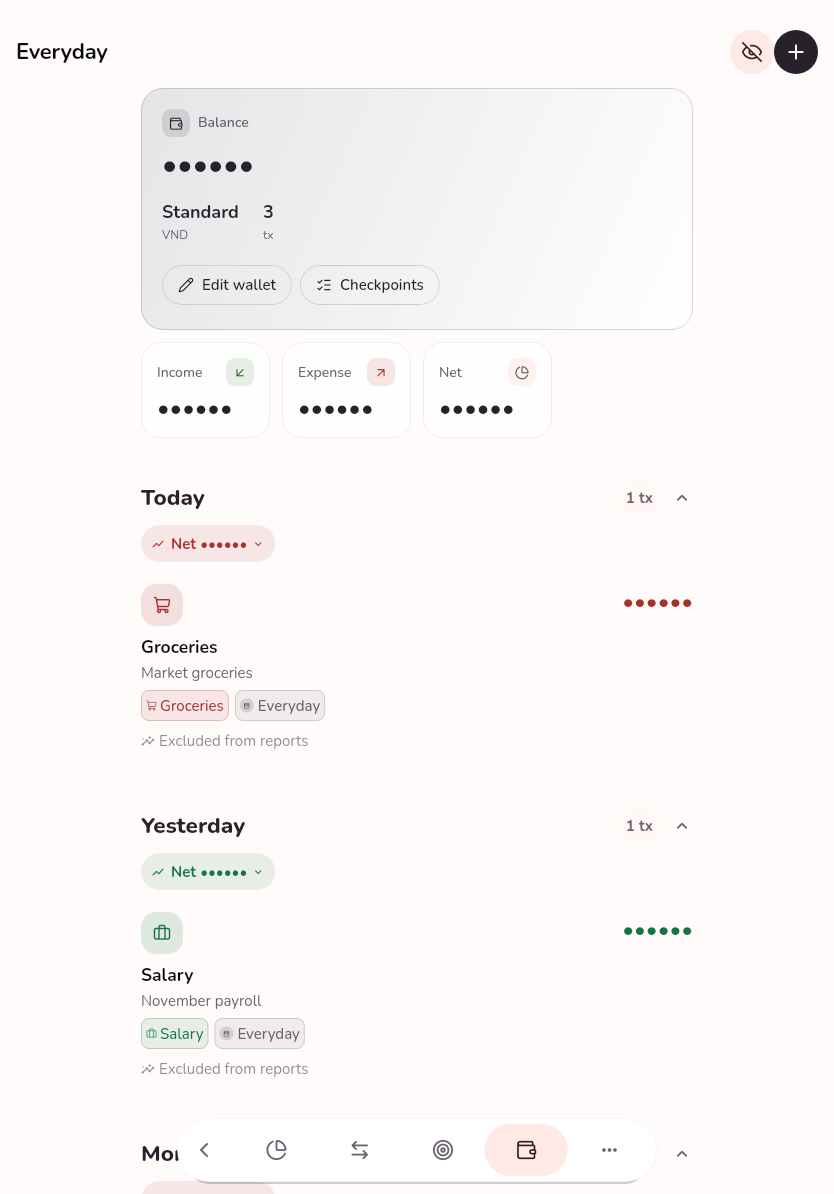 Everyday
Balance
••••••
Standard 3
VND tx
Edit wallet Checkpoints
Income Expense Net
•••••• •••••• ••••••
Today 1 tx
Net ••••••
••••••
Groceries
Market groceries
Groceries Everyday
Excluded from reports
Yesterday 1 tx
Net ••••••
••••••
Salary
November payroll
Salary Everyday
Excluded from reports